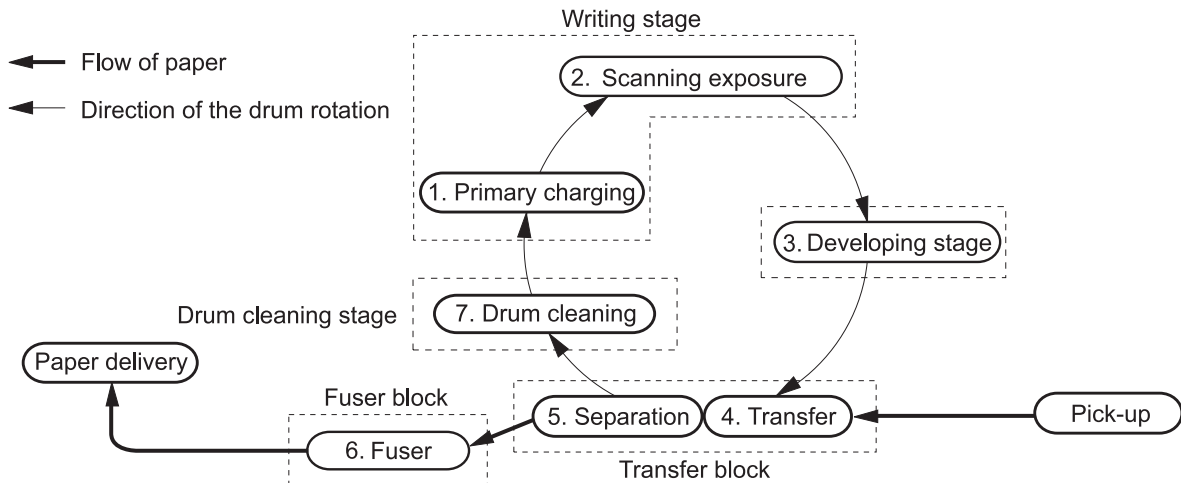 Writing stage
Flow of paper
2. Scanning exposure
Direction of the drum rotation
1. Primary charging
3. Developing stage
7. Drum cleaning
Drum cleaning stage
Paper delivery
Fuser block
5. Separation
4. Transfer
Pick-up
6. Fuser
Transfer block